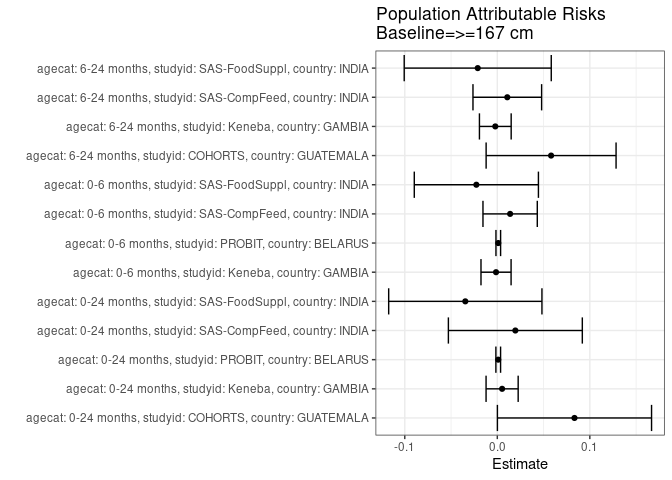 Population Attributable Risks
Baseline=>=167 cm
agecat: 6-24 months, studyid: SAS-FoodSuppl, country: INDIA
agecat: 6-24 months, studyid: SAS-CompFeed, country: INDIA
agecat: 6-24 months, studyid: Keneba, country: GAMBIA
agecat: 6-24 months, studyid: COHORTS, country: GUATEMALA
agecat: 0-6 months, studyid: SAS-FoodSuppl, country: INDIA
agecat: 0-6 months, studyid: SAS-CompFeed, country: INDIA
agecat: 0-6 months, studyid: PROBIT, country: BELARUS
agecat: 0-6 months, studyid: Keneba, country: GAMBIA
agecat: 0-24 months, studyid: SAS-FoodSuppl, country: INDIA
agecat: 0-24 months, studyid: SAS-CompFeed, country: INDIA
agecat: 0-24 months, studyid: PROBIT, country: BELARUS
agecat: 0-24 months, studyid: Keneba, country: GAMBIA
agecat: 0-24 months, studyid: COHORTS, country: GUATEMALA
-0.1 0.0 0.1
Estimate